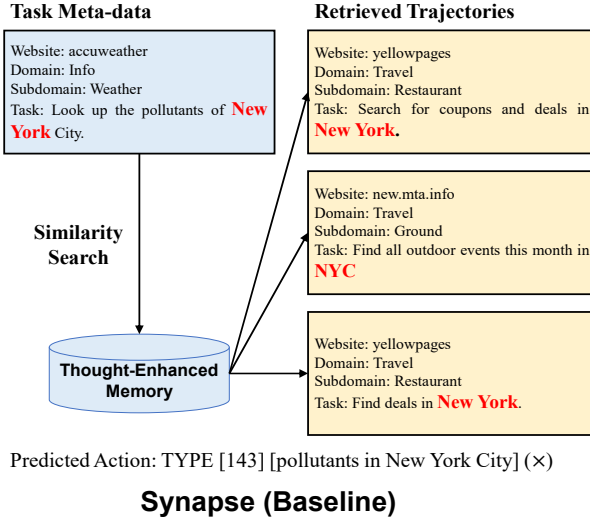 Task Meta-data
Website: accuweather
Domain: Info
Subdomain: Weather
Task: Look up the pollutants of New
York City.
Similarity
Search
Thought-Enhanced
Memory
Retrieved Trajectories
Website: yellowpages
Domain: Travel
Subdomain: Restaurant
Task: Search for coupons and deals in
New York.
Website: new.mta.info
Domain: Travel
Subdomain: Ground
Task: Find all outdoor events this month in
NYC
Website: yellowpages
Domain: Travel
Subdomain: Restaurant
Task: Find deals in New York.
Predicted Action: TYPE [143] [pollutants in New York City] (×)
Synapse (Baseline)